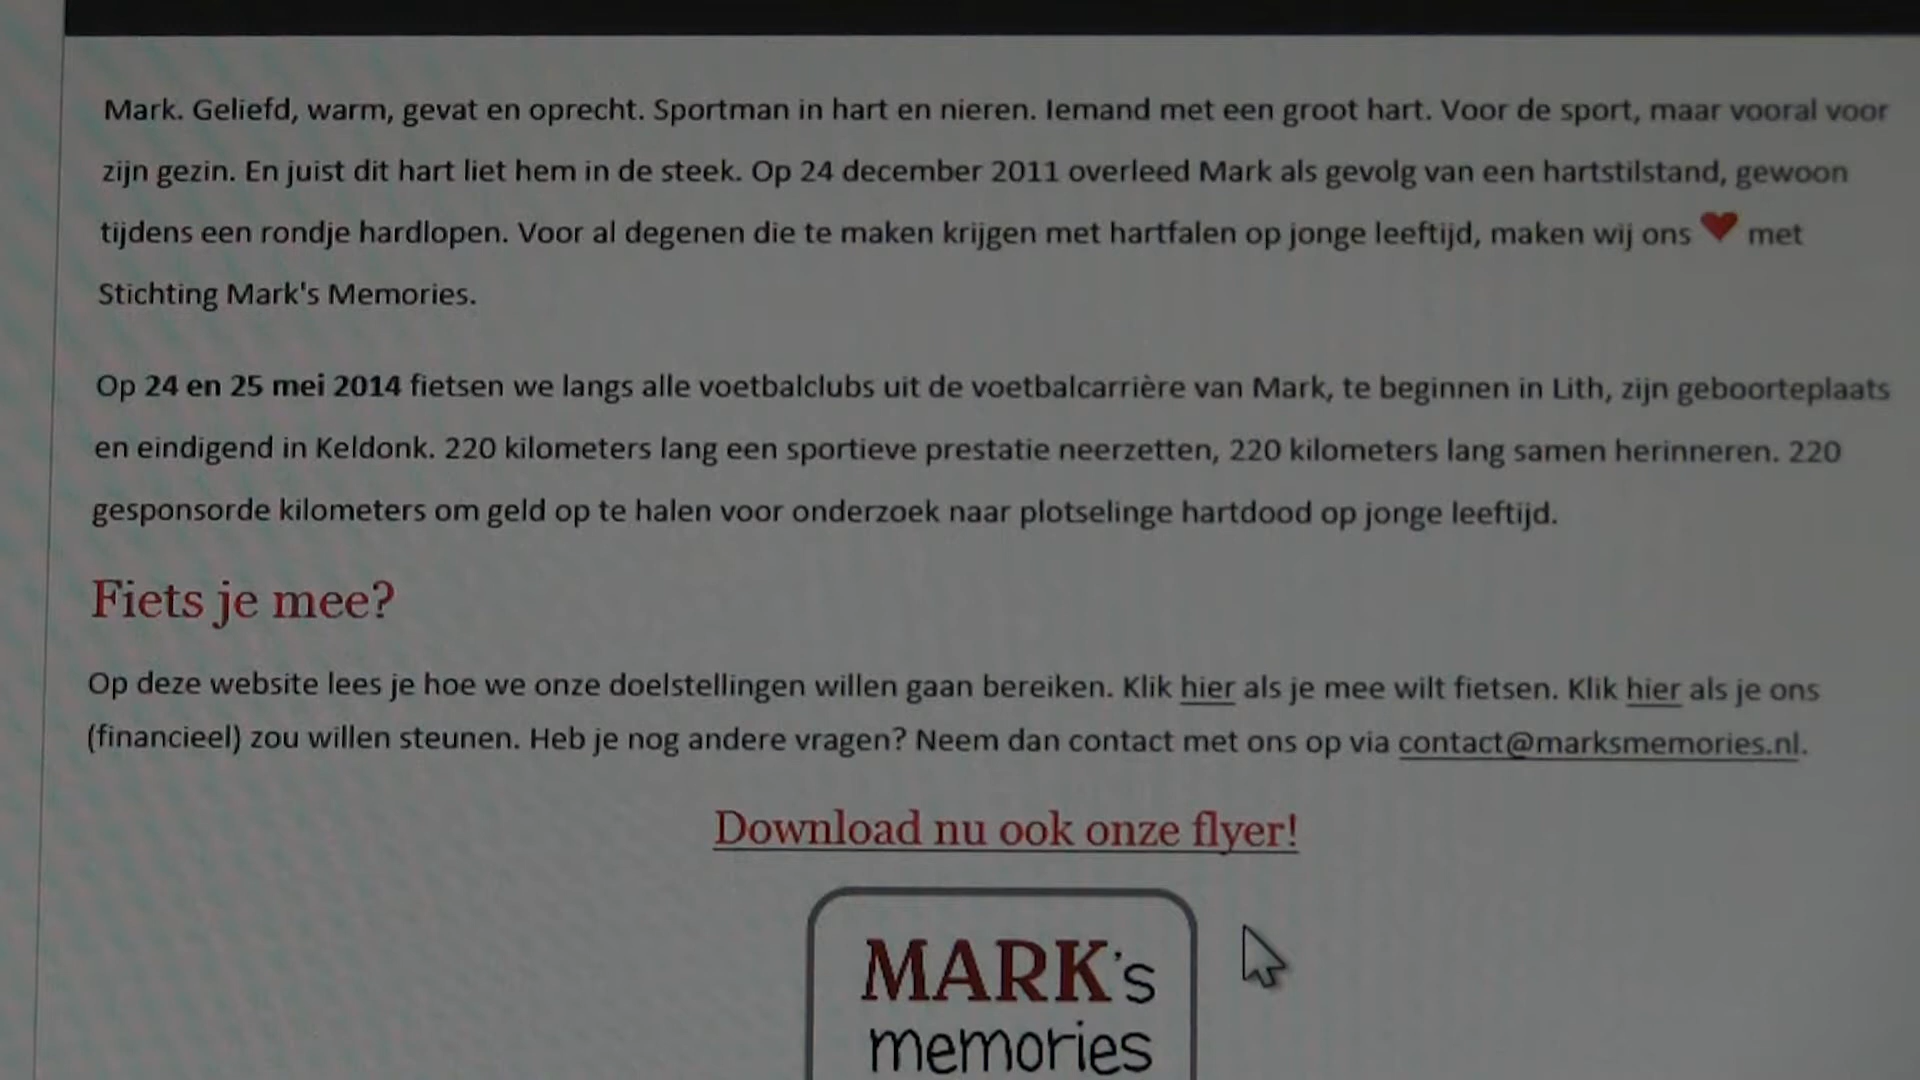 Mark. Geliefd, warm, gevat en oprecht. Sportman in hart en nieren. Iemand met een groot hart. Voor de sport, maar vooral voor
zijn gezin. En juist dit hart liet hem in de steek. Op 24 december 2011 overleed Mark als gevolg van een hartstilstand, gewoon
tijdens een rondje hardlopen. Voor al degenen die te maken krijgen met hartfalen op jonge leeftijd, maken wij ons ❤ met
Stichting Mark's Memories.
Op 24 en 25 mei 2014 fietsen we langs alle voetbalclubs uit de voetbalcarrière van Mark, te beginnen in Lith, zijn geboorteplaats
en eindigend in Keldonk. 220 kilometers lang een sportieve prestatie neerzetten, 220 kilometers lang samen herinneren. 220
gesponsorde kilometers om geld op te halen voor onderzoek naar plotselinge hartdood op jonge leeftijd.
Fiets je mee?
Op deze website lees je hoe we onze doelstellingen willen gaan bereiken. Klik hier als je mee wilt fietsen. Klik hier als je ons
(financieel) zou willen steunen. Heb je nog andere vragen? Neem dan contact met ons op via contact@marksmemories.nl.
Download nu ook onze flyer!
MARK's
memories